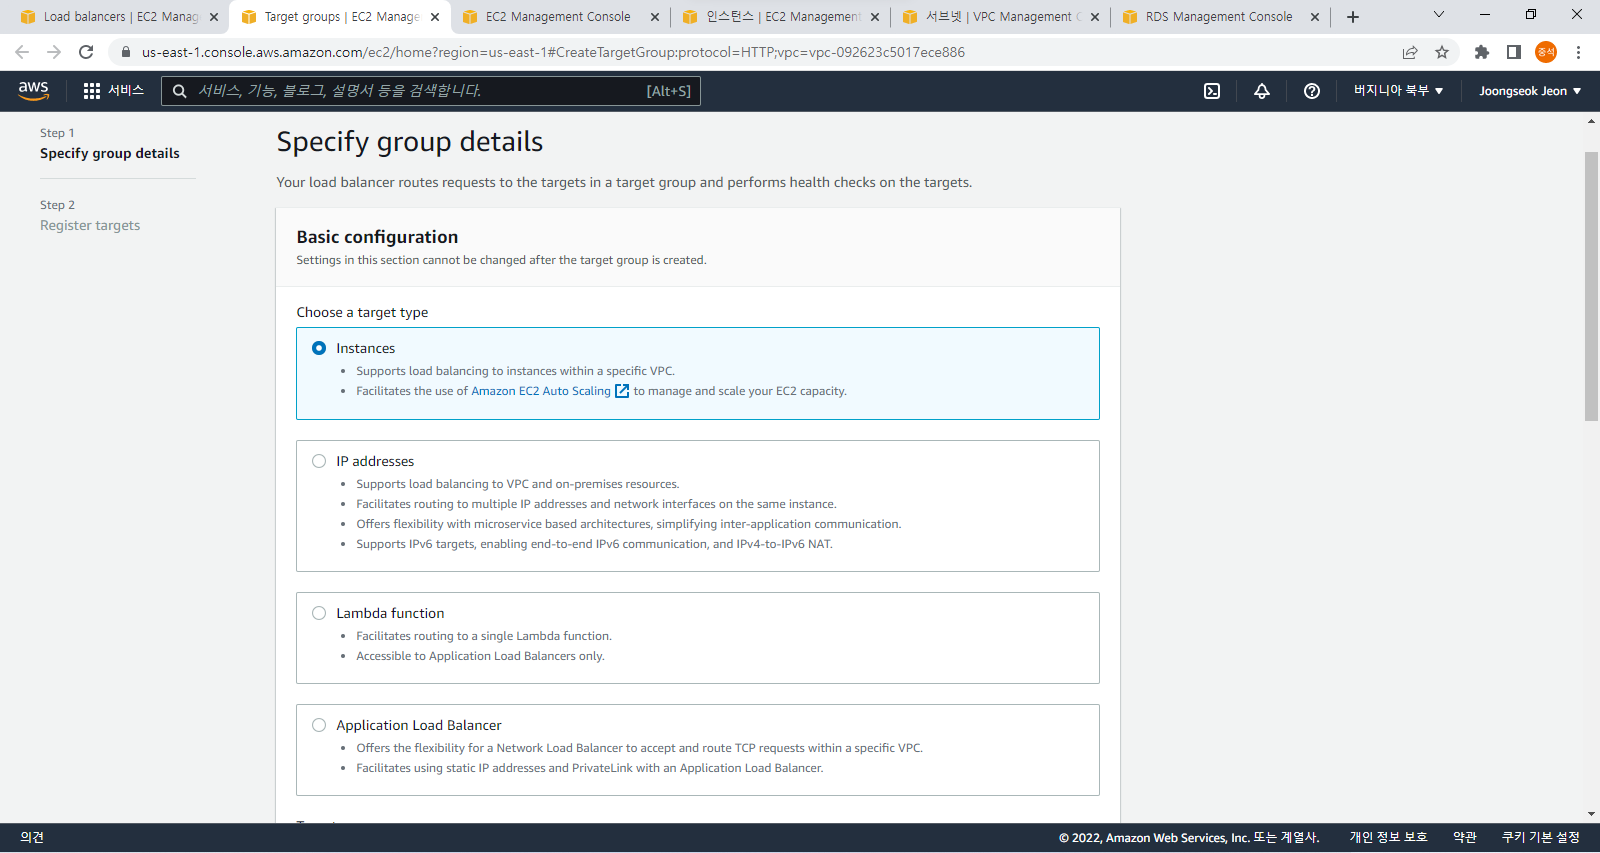 Load balancers | EC2 Manag
Target groups | EC2 Manage
EC2 Management Console
인스턴스 | EC2 Management
서브넷 | VPC Management C
RDS Management Console
us-east-1.console.aws.amazon.com/ec2/home?region=us-east-1#CreateTargetGroup:protocol=HTTP;vpc=vpc-092623c5017ece886
중석
aws
서비스
서비스, 기능, 블로그, 설명서 등을 검색합니다.
[Alt+S]
버지니아 북부
Joongseok Jeon
Step 1
Specify group details
Step 2
Register targets
Specify group details
Your load balancer routes requests to the targets in a target group and performs health checks on the targets.
Basic configuration
Settings in this section cannot be changed after the target group is created.
Choose a target type
Instances
• Supports load balancing to instances within a specific VPC.
• Facilitates the use of Amazon EC2 Auto Scaling to manage and scale your EC2 capacity.
IP addresses
• Supports load balancing to VPC and on-premises resources.
• Facilitates routing to multiple IP addresses and network interfaces on the same instance.
• Offers flexibility with microservice based architectures, simplifying inter-application communication.
• Supports IPv6 targets, enabling end-to-end IPv6 communication, and IPv4-to-IPv6 NAT.
Lambda function
• Facilitates routing to a single Lambda function.
• Accessible to Application Load Balancers only.
Application Load Balancer
• Offers the flexibility for a Network Load Balancer to accept and route TCP requests within a specific VPC.
• Facilitates using static IP addresses and PrivateLink with an Application Load Balancer.
의견
© 2022, Amazon Web Services, Inc. 또는 계열사.
개인 정보 보호
약관
쿠키 기본 설정